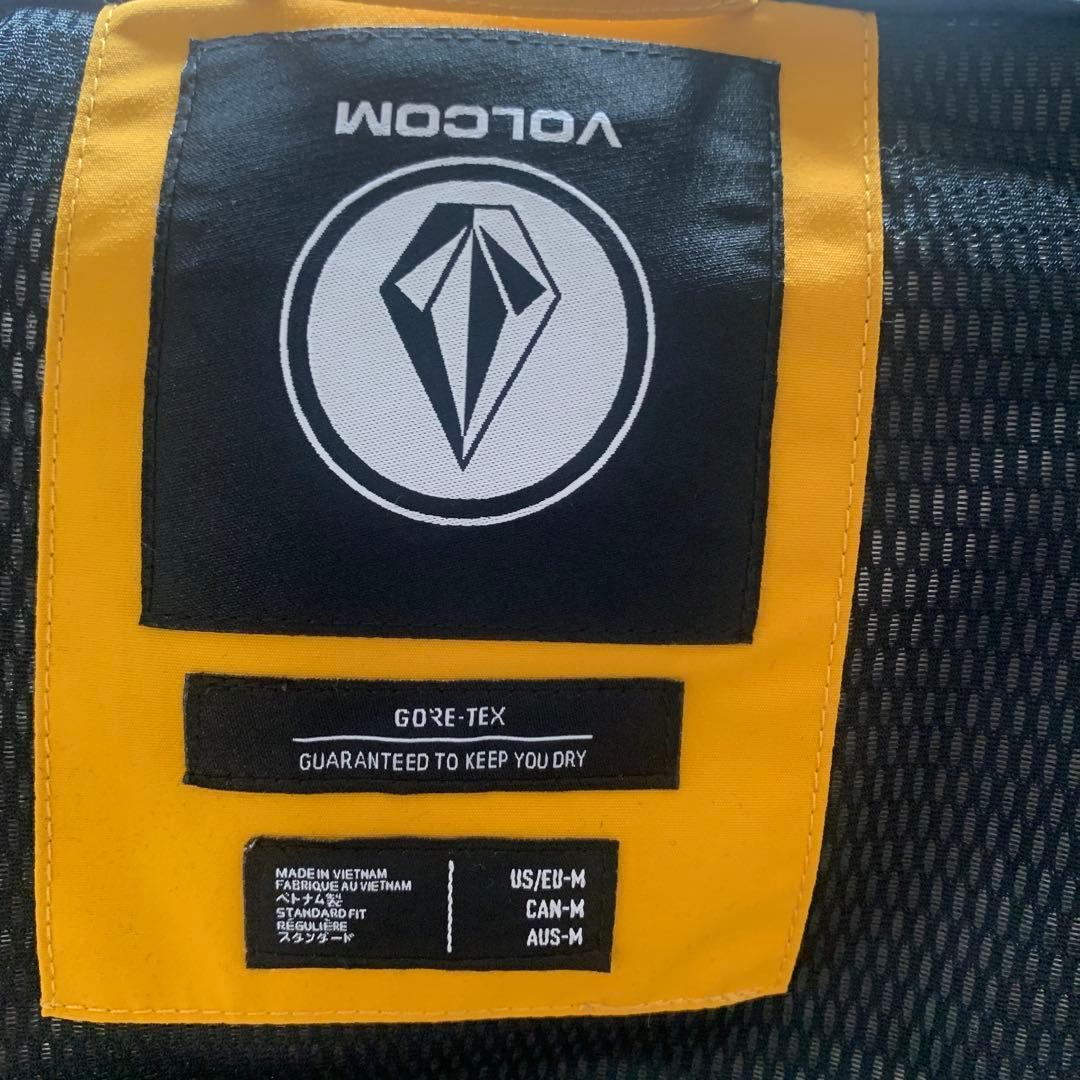 VOLCOM
GORE-TEX
GUARANTEED TO KEEP YOU DRY
MADE IN VIETNAM
FABRIQUE AU VIETNAM
ベトナム製
STANDARD FIT
RÉGULIÈRE
スタンダード
US/EU-M
CAN-M
AUS-M